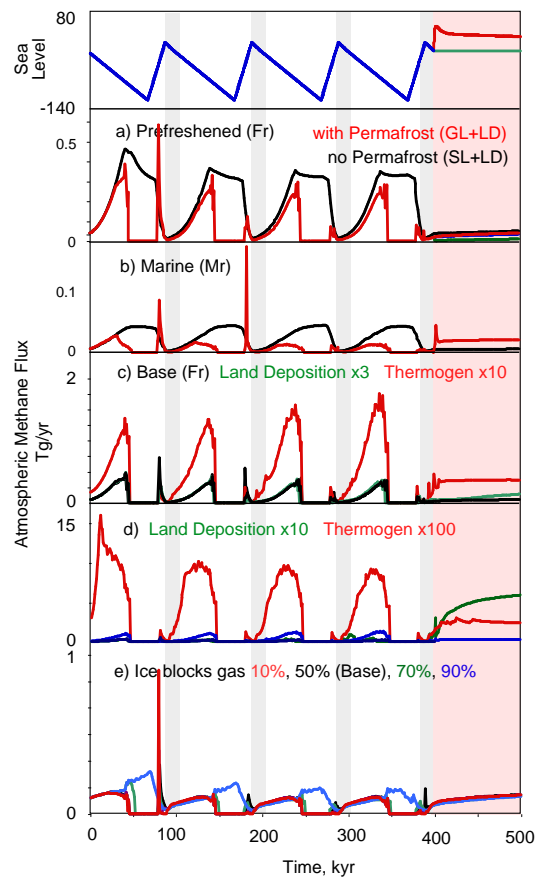 80
Sea
Level
-140
a) Prefreshened (Fr) with Permafrost (GL+LD)
no Permafrost (SL+LD)
0.5
0
b) Marine (Mr)
0.1
0
c) Base (Fr) Land Deposition x3 Thermogen x10
2
1
0
Atmospheric Methane Flux
Tg/yr
d) Land Deposition x10 Thermogen x100
15
0
e) Ice blocks gas 10%, 50% (Base), 70%, 90%
1
0
0 100 200 300 400 500
Time, kyr